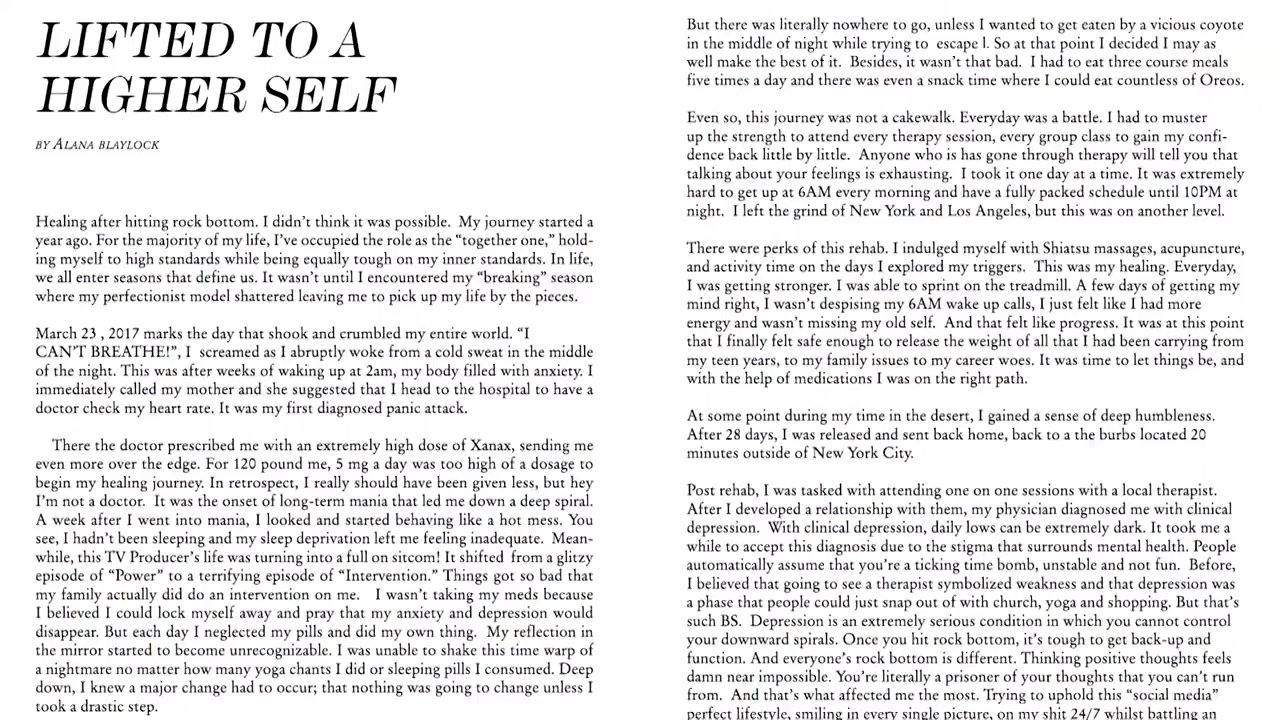 LIFTED TO A
HIGHER SELF
BY ALANA BLAYLOCK
Healing after hitting rock bottom. I didn't think it was possible.  My journey started a
year ago. For the majority of my life, I've occupied the role as the “together one,” hold-
ing myself to high standards while being equally tough on my inner standards. In life,
we all enter seasons that define us. It wasn't until I encountered my “breaking” season
where my perfectionist model shattered leaving me to pick up my life by the pieces.
March 23 , 2017 marks the day that shook and crumbled my entire world. “I
CAN'T BREATHE!”, I  screamed as I abruptly woke from a cold sweat in the middle
of the night. This was after weeks of waking up at 2am, my body filled with anxiety. I
immediately called my mother and she suggested that I head to the hospital to have a
doctor check my heart rate. It was my first diagnosed panic attack.
There the doctor prescribed me with an extremely high dose of Xanax, sending me
even more over the edge. For 120 pound me, 5 mg a day was too high of a dosage to
begin my healing journey. In retrospect, I really should have been given less, but hey
I'm not a doctor.  It was the onset of long-term mania that led me down a deep spiral.
A week after I went into mania, I looked and started behaving like a hot mess. You
see, I hadn't been sleeping and my sleep deprivation left me feeling inadequate.  Mean-
while, this TV Producer's life was turning into a full on sitcom! It shifted  from a glitzy
episode of “Power” to a terrifying episode of “Intervention.” Things got so bad that
my family actually did do an intervention on me.   I wasn't taking my meds because
I believed I could lock myself away and pray that my anxiety and depression would
disappear. But each day I neglected my pills and did my own thing.  My reflection in
the mirror started to become unrecognizable. I was unable to shake this time warp of
a nightmare no matter how many yoga chants I did or sleeping pills I consumed. Deep
down, I knew a major change had to occur; that nothing was going to change unless I
took a drastic step.
But there was literally nowhere to go, unless I wanted to get eaten by a vicious coyote
in the middle of night while trying to  escape l. So at that point I decided I may as
well make the best of it.  Besides, it wasn't that bad.  I had to eat three course meals
five times a day and there was even a snack time where I could eat countless of Oreos.
Even so, this journey was not a cakewalk. Everyday was a battle. I had to muster
up the strength to attend every therapy session, every group class to gain my confi-
dence back little by little.  Anyone who is has gone through therapy will tell you that
talking about your feelings is exhausting.  I took it one day at a time. It was extremely
hard to get up at 6AM every morning and have a fully packed schedule until 10PM at
night.  I left the grind of New York and Los Angeles, but this was on another level.
There were perks of this rehab. I indulged myself with Shiatsu massages, acupuncture,
and activity time on the days I explored my triggers.  This was my healing. Everyday,
I was getting stronger. I was able to sprint on the treadmill. A few days of getting my
mind right, I wasn't despising my 6AM wake up calls, I just felt like I had more
energy and wasn't missing my old self.  And that felt like progress. It was at this point
that I finally felt safe enough to release the weight of all that I had been carrying from
my teen years, to my family issues to my career woes. It was time to let things be, and
with the help of medications I was on the right path.
At some point during my time in the desert, I gained a sense of deep humbleness.
After 28 days, I was released and sent back home, back to a the burbs located 20
minutes outside of New York City.
Post rehab, I was tasked with attending one on one sessions with a local therapist.
After I developed a relationship with them, my physician diagnosed me with clinical
depression.  With clinical depression, daily lows can be extremely dark. It took me a
while to accept this diagnosis due to the stigma that surrounds mental health. People
automatically assume that you're a ticking time bomb, unstable and not fun.  Before,
I believed that going to see a therapist symbolized weakness and that depression was
a phase that people could just snap out of with church, yoga and shopping. But that's
such BS.  Depression is an extremely serious condition in which you cannot control
your downward spirals. Once you hit rock bottom, it's tough to get back-up and
function. And everyone's rock bottom is different. Thinking positive thoughts feels
damn near impossible. You're literally a prisoner of your thoughts that you can't run
from.  And that's what affected me the most. Trying to uphold this “social media”
perfect lifestyle, smiling in every single picture, on my shit 24/7 whilst battling an